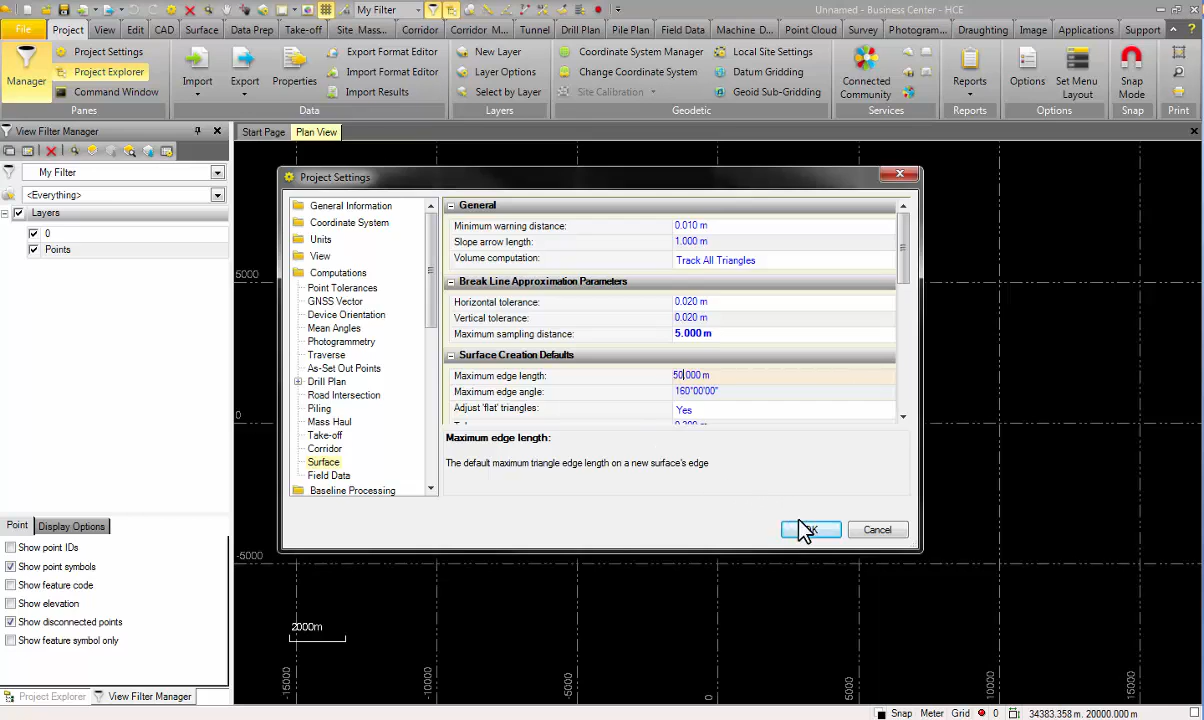 My Filter
Unnamed - Business Center - HCE
File Project View Edit CAD Surface Data Prep Take-off Site Mass... Corridor Corridor M... Tunnel Drill Plan Pile Plan Field Data Machine D... Point Cloud Survey Photogram... Draughting Image Applications Support
Manager
Project Settings
Project Explorer
Command Window
Panes
Import
Export
Properties
Export Format Editor
Import Format Editor
Import Results
Data
New Layer
Layer Options
Select by Layer
Layers
Coordinate System Manager
Change Coordinate System
Site Calibration
Local Site Settings
Datum Gridding
Geoid Sub-Gridding
Geodetic
Connected Community
Services
Reports
Reports
Options
Set Menu Layout
Options
Snap Mode
Snap
Print
View Filter Manager
Start Page
Plan View
My Filter
<Everything>
Layers
0
Points
Point
Display Options
Show point IDs
Show point symbols
Show feature code
Show elevation
Show disconnected points
Show feature symbol only
Project Explorer
View Filter Manager
Project Settings
General Information
Coordinate System
Units
View
Computations
Point Tolerances
GNSS Vector
Device Orientation
Mean Angles
Photogrammetry
Traverse
As-Set Out Points
Drill Plan
Road Intersection
Piling
Mass Haul
Take-off
Corridor
Surface
Field Data
Baseline Processing
General
Minimum warning distance: 0.010 m
Slope arrow length: 1.000 m
Volume computation: Track All Triangles
Break Line Approximation Parameters
Horizontal tolerance: 0.020 m
Vertical tolerance: 0.020 m
Maximum sampling distance: 5.000 m
Surface Creation Defaults
Maximum edge length: 50.000 m
Maximum edge angle: 160°00'00"
Adjust 'flat' triangles: Yes
Maximum edge length:
The default maximum triangle edge length on a new surface's edge
Cancel
5000
0
-5000
2000m
-15000
-10000
-5000
0
5000
10000
15000
Snap Meter Grid 0 34383.358 m, 20000.000 m